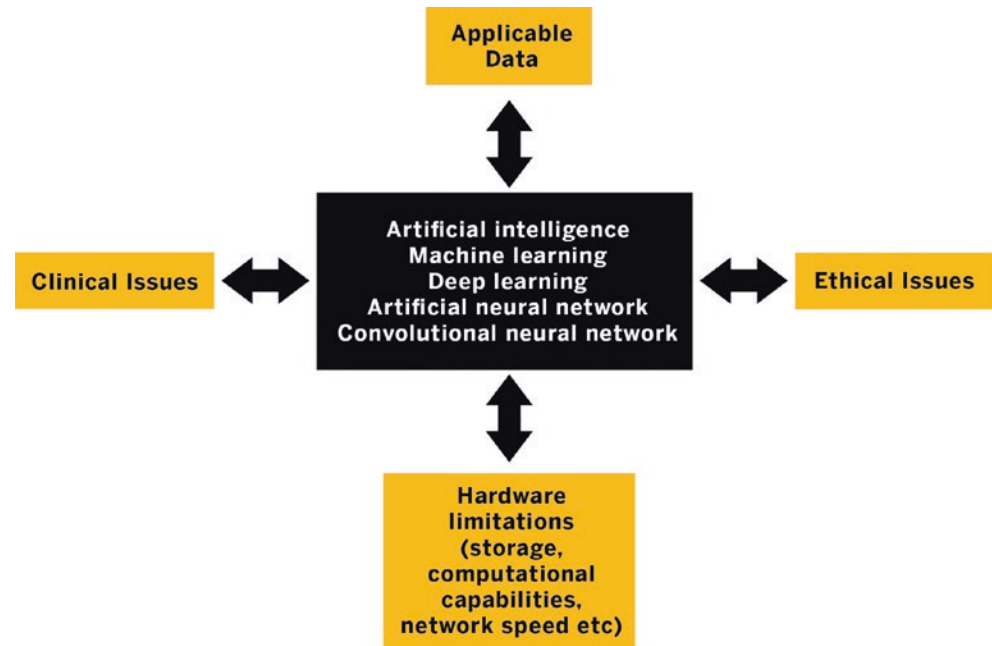 Applicable
Data
Artificial intelligence
Machine learning
Deep learning
Artificial neural network
Convolutional neural network
Clinical Issues
Ethical Issues
Hardware
limitations
(storage,
computational
capabilities,
network speed etc)